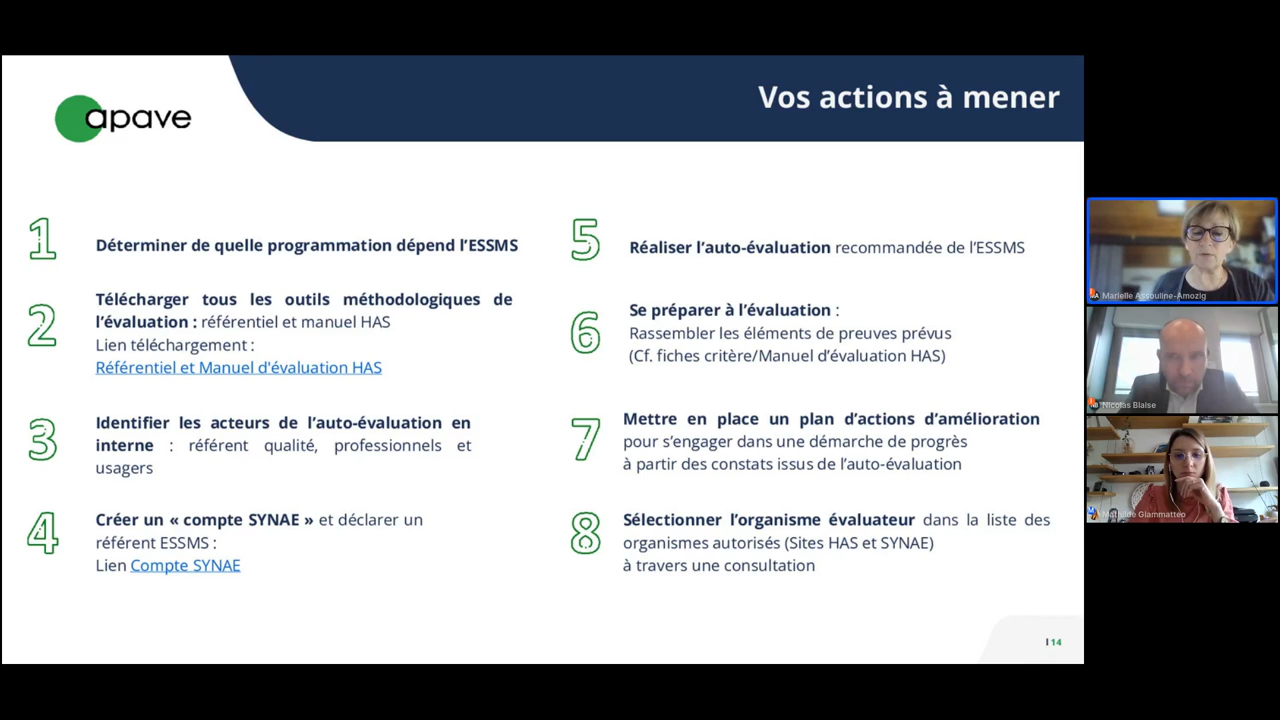 apave
Vos actions à mener
1
Déterminer de quelle programmation dépend l’ESSMS
2
Télécharger tous les outils méthodologiques de
l’évaluation : référentiel et manuel HAS
Lien téléchargement :
Référentiel et Manuel d'évaluation HAS
3
Identifier les acteurs de l’auto-évaluation en
interne : référent qualité, professionnels et
usagers
4
Créer un « compte SYNAE » et déclarer un
référent ESSMS :
Lien Compte SYNAE
5
Réaliser l’auto-évaluation recommandée de l’ESSMS
6
Se préparer à l’évaluation :
Rassembler les éléments de preuves prévus
(Cf. fiches critère/Manuel d’évaluation HAS)
7
Mettre en place un plan d’actions d’amélioration
pour s’engager dans une démarche de progrès
à partir des constats issus de l’auto-évaluation
8
Sélectionner l’organisme évaluateur dans la liste des
organismes autorisés (Sites HAS et SYNAE)
à travers une consultation
I 14
Marielle Assouline-Amozig
Nicolas Blaise
Mathilde Giammatteo